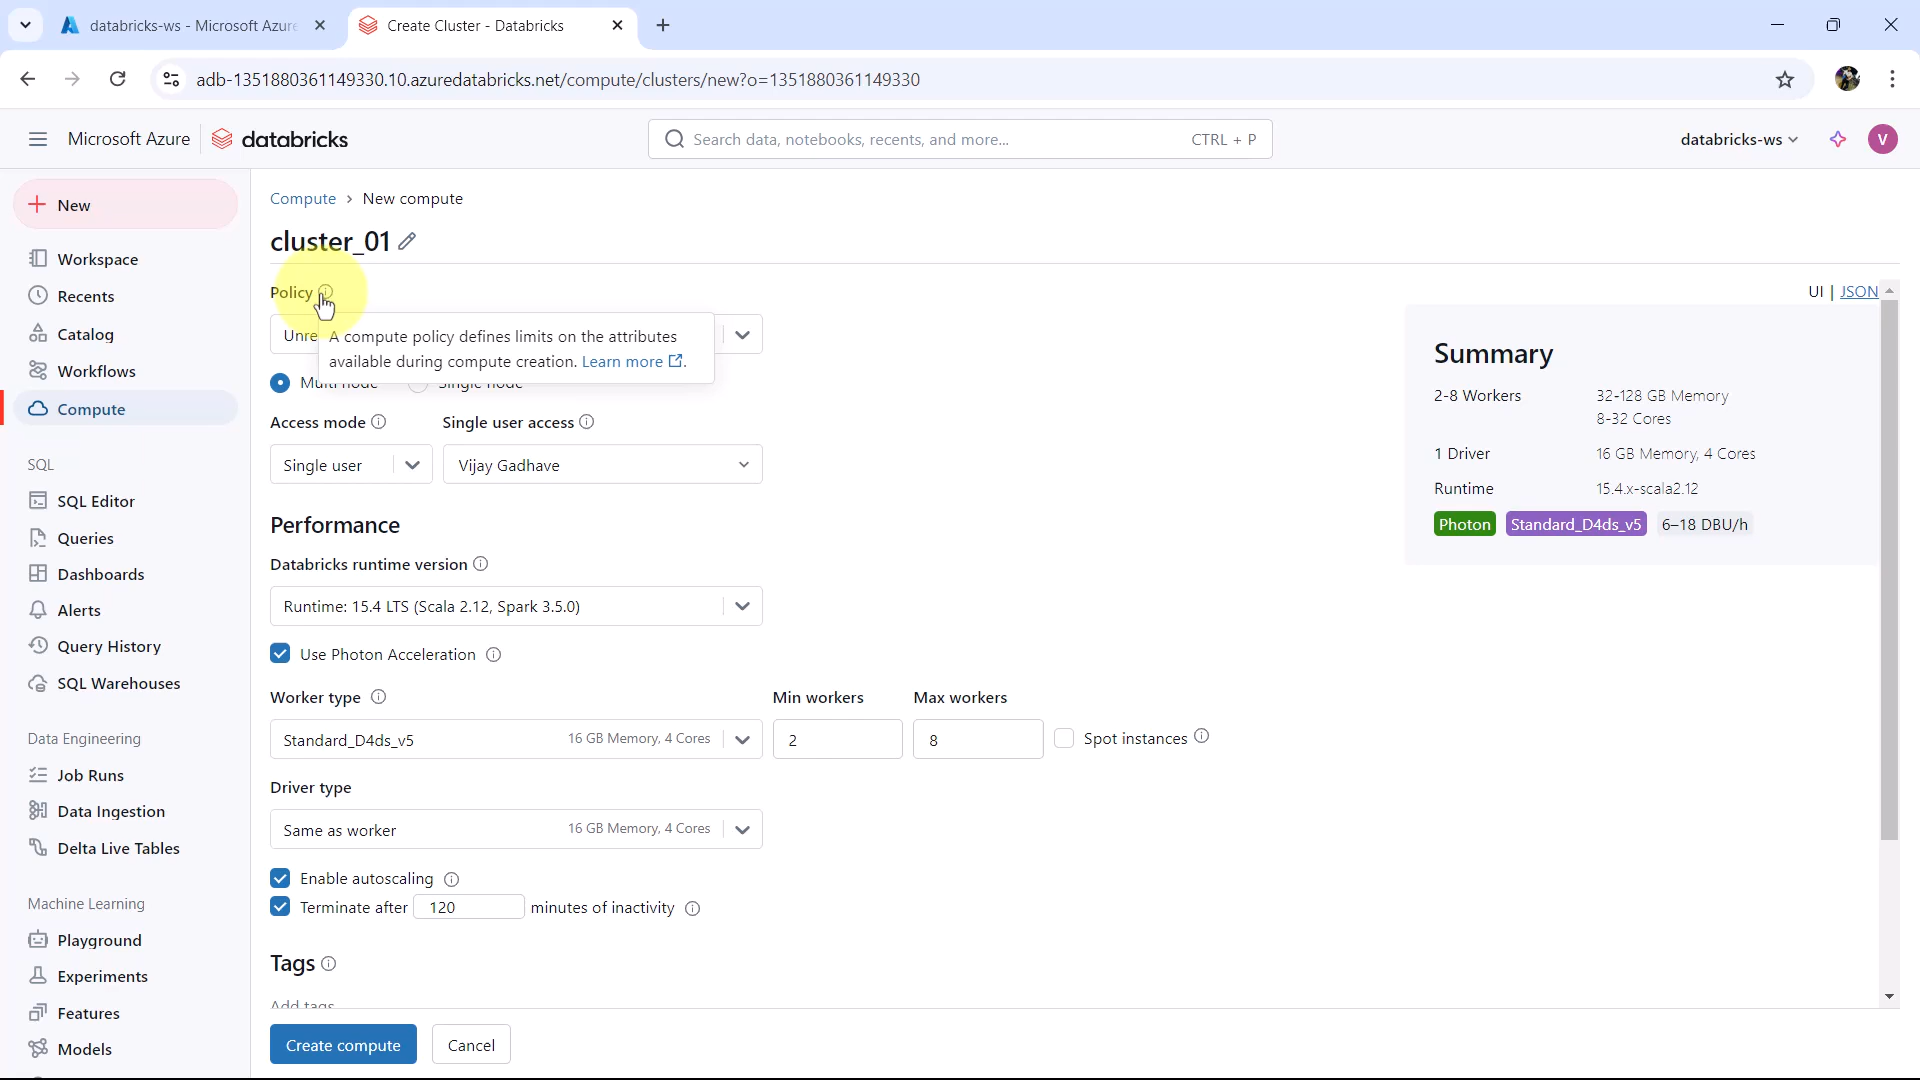 databricks-ws - Microsoft Azure
Create Cluster - Databricks
adb-1351880361149330.10.azuredatabricks.net/compute/clusters/new?o=1351880361149330
Microsoft Azure
databricks
Search data, notebooks, recents, and more...
CTRL + P
databricks-ws
V
New
Workspace
Recents
Catalog
Workflows
Compute
SQL
SQL Editor
Queries
Dashboards
Alerts
Query History
SQL Warehouses
Data Engineering
Job Runs
Data Ingestion
Delta Live Tables
Machine Learning
Playground
Experiments
Features
Models
Compute > New compute
cluster_01
Policy
Unre
A compute policy defines limits on the attributes
available during compute creation. Learn more.
Multi node
Single node
Access mode
Single user access
Single user
Vijay Gadhave
Performance
Databricks runtime version
Runtime: 15.4 LTS (Scala 2.12, Spark 3.5.0)
Use Photon Acceleration
Worker type
Min workers
Max workers
Standard_D4ds_v5
16 GB Memory, 4 Cores
2
8
Spot instances
Driver type
Same as worker
16 GB Memory, 4 Cores
Enable autoscaling
Terminate after 120 minutes of inactivity
Tags
Add tags
Create compute
Cancel
UI | JSON
Summary
2-8 Workers
32-128 GB Memory
8-32 Cores
1 Driver
16 GB Memory, 4 Cores
Runtime
15.4.x-scala2.12
Photon
Standard_D4ds_v5
6–18 DBU/h